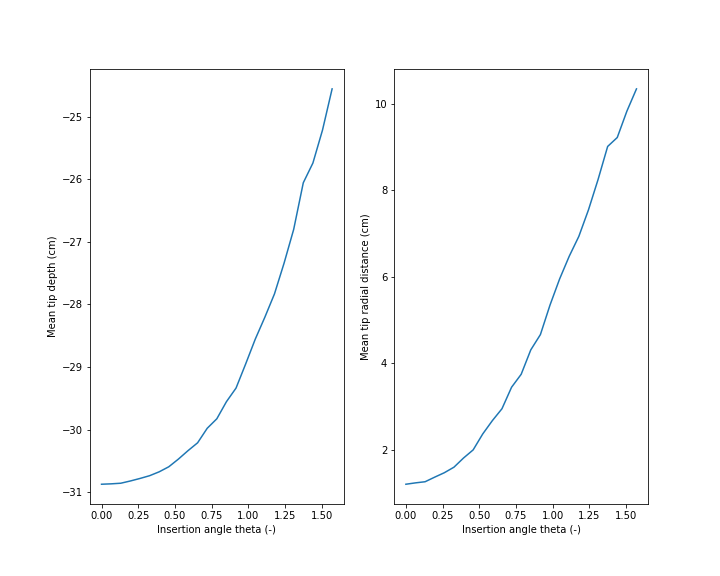 −25
−26
−27
−28
−29
−30
−31
Mean tip depth (cm)
0.00 0.25 0.50 0.75 1.00 1.25 1.50
Insertion angle theta (-)
10
8
6
4
2
Mean tip radial distance (cm)
0.00 0.25 0.50 0.75 1.00 1.25 1.50
Insertion angle theta (-)